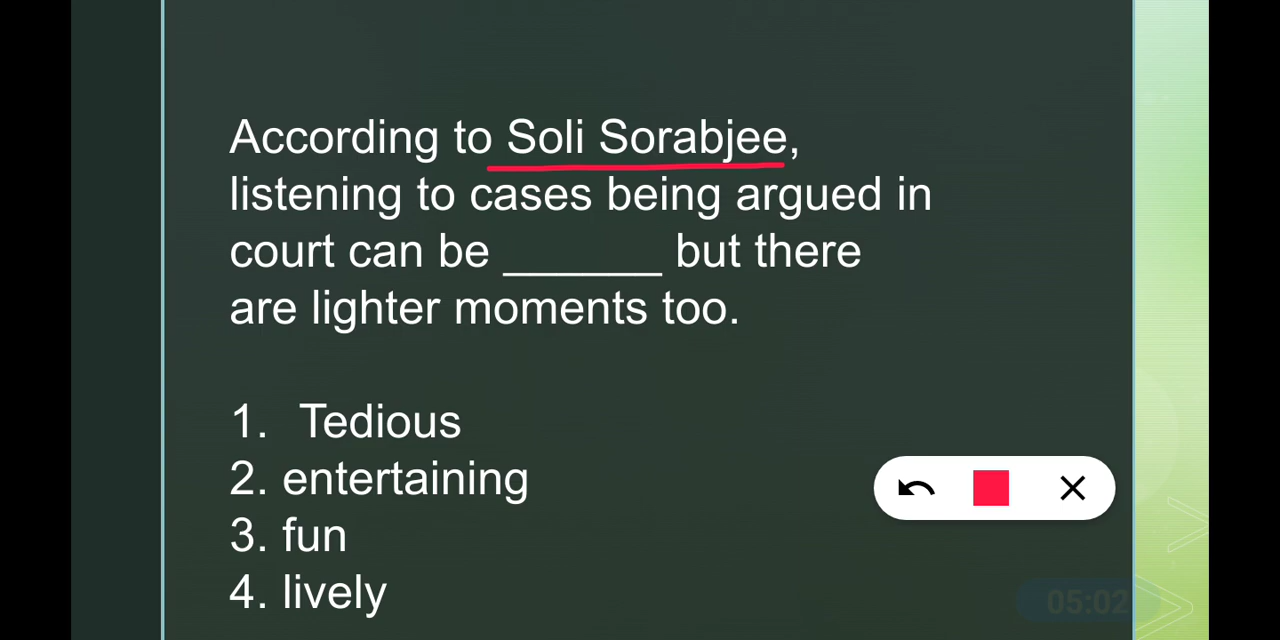 According to Soli Sorabjee,
listening to cases being argued in
court can be _______ but there
are lighter moments too.
1. Tedious
2. entertaining
3. fun
4. lively
05:02